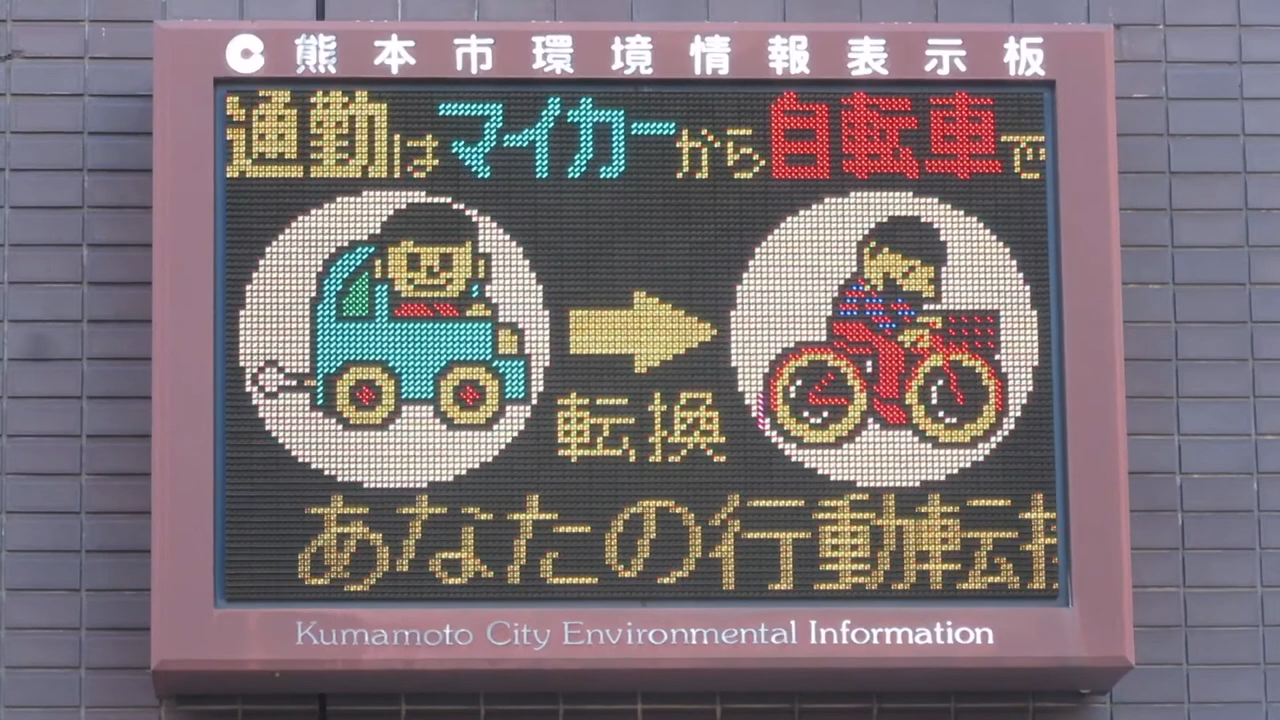 熊本市環境情報表示板
通勤はマイカーから自転車で
転換
あなたの行動転
Kumamoto City Environmental Information